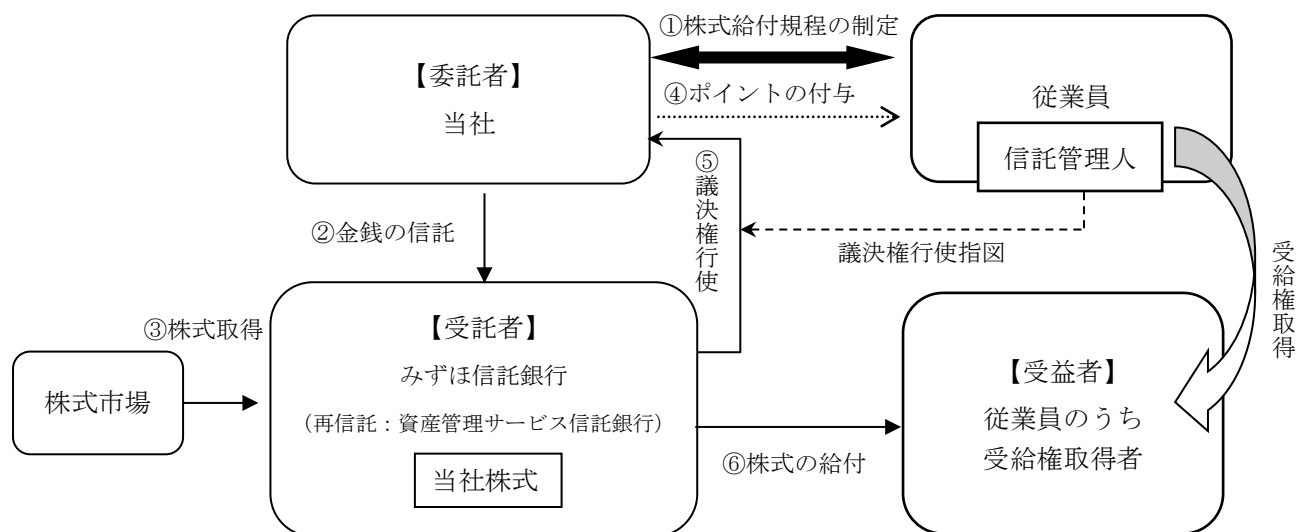 ①株式給付規程の制定
【委託者】
当社
④ポイントの付与
従業員
信託管理人
⑤議決権行使
②金銭の信託
議決権行使指図
受給権取得
③株式取得
【受託者】
みずほ信託銀行
(再信託：資産管理サービス信託銀行)
当社株式
株式市場
⑥株式の給付
【受益者】
従業員のうち
受給権取得者